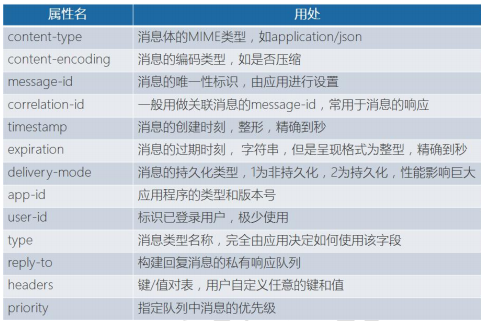 属性名 用处
content-type 消息体的MIME类型，如application/json
content-encoding 消息的编码类型，如是否压缩
message-id 消息的唯一性标识，由应用进行设置
correlation-id 一般用做关联消息的message-id，常用于消息的响应
timestamp 消息的创建时刻，整形，精确到秒
expiration 消息的过期时刻， 字符串，但是呈现格式为整型，精确到秒
delivery-mode 消息的持久化类型，1为非持久化，2为持久化，性能影响巨大
app-id 应用程序的类型和版本号
user-id 标识已登录用户，极少使用
type 消息类型名称，完全由应用决定如何使用该字段
reply-to 构建回复消息的私有响应队列
headers 键/值对表，用户自定义任意的键和值
priority 指定队列中消息的优先级